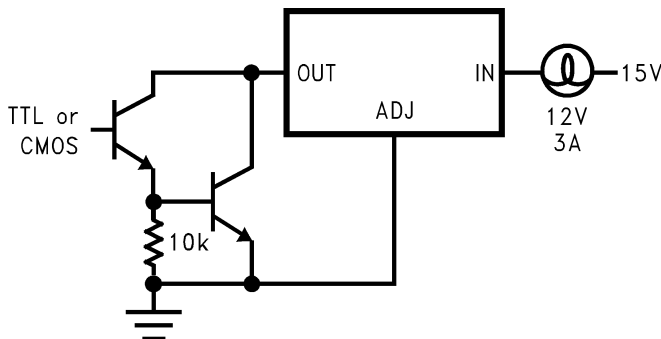 OUT
IN
15V
TTL or
CMOS
ADJ
12V
3A
10k